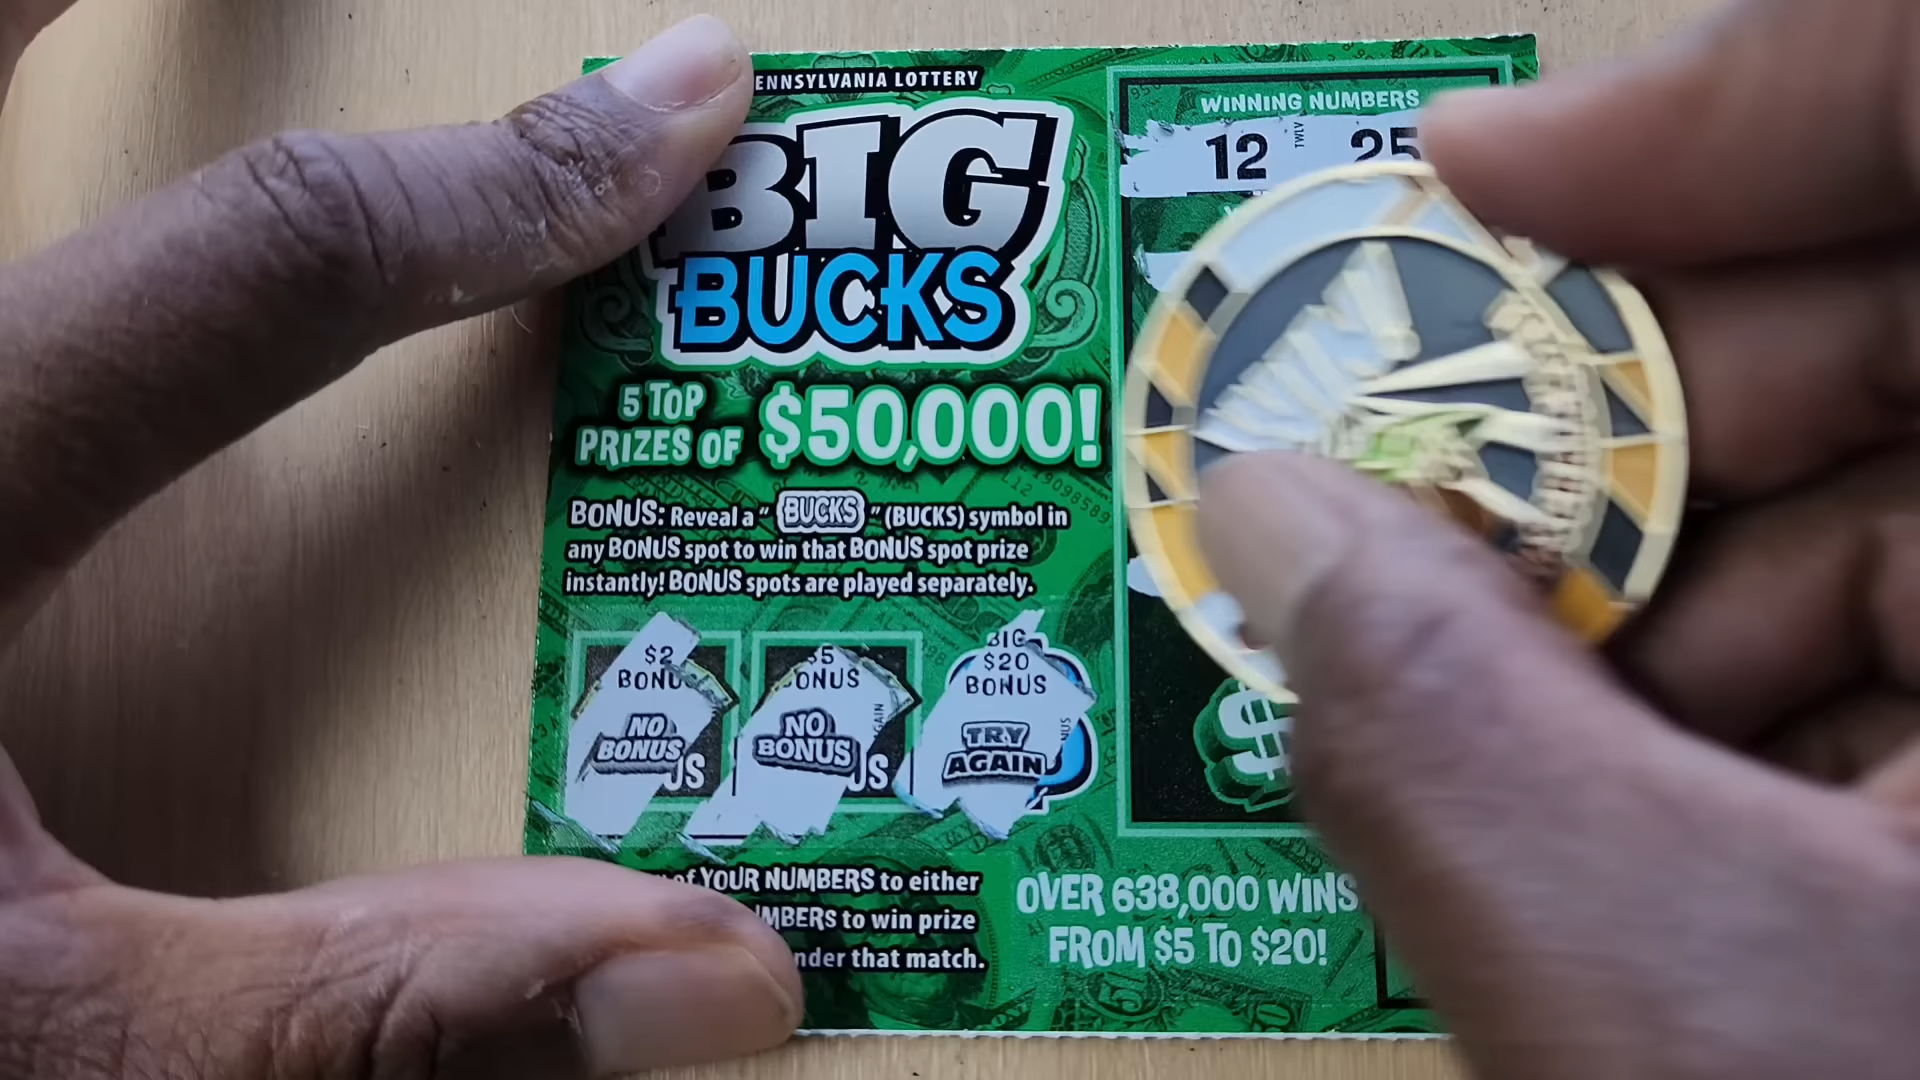 PENNSYLVANIA LOTTERY
BIG
BUCKS
5 TOP
PRIZES OF $50,000!
BONUS: Reveal a "BUCKS" (BUCKS) symbol in
any BONUS spot to win that BONUS spot prize
instantly! BONUS spots are played separately.
$2
BONUS
NO
BONUS
$5
BONUS
NO
BONUS
BIG
$20
BONUS
TRY
AGAIN
WINNING NUMBERS
12 25
TWLV
of YOUR NUMBERS to either
to win prize
that match.
OVER 638,000 WINS
FROM $5 TO $20!